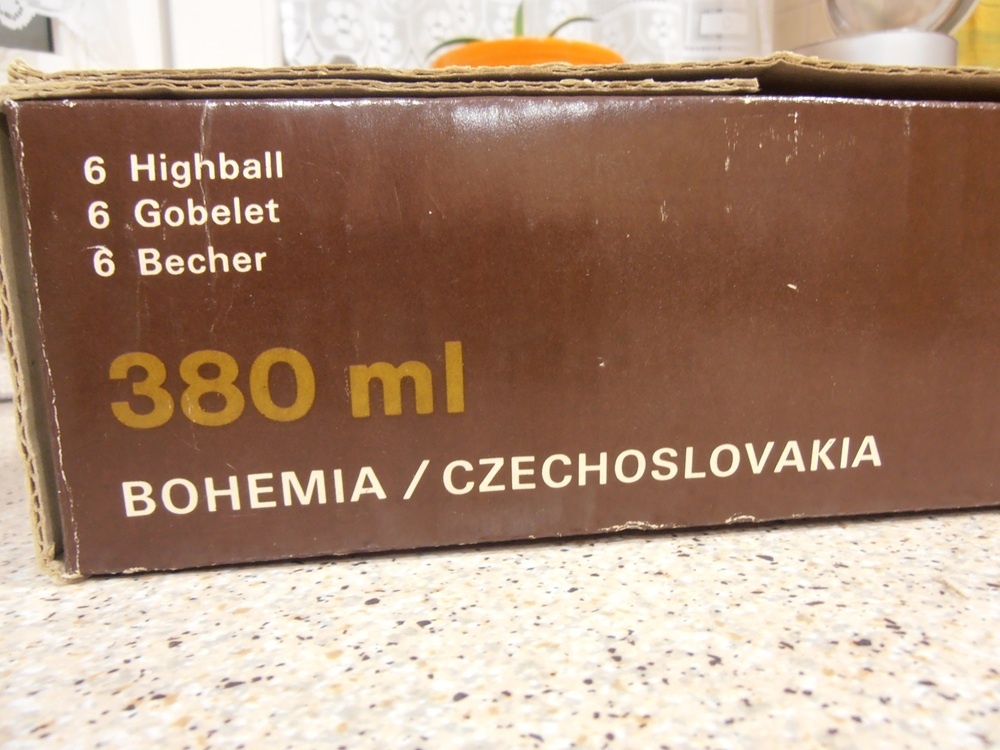 6 Highball
6 Gobelet
6 Becher
380 ml
BOHEMIA / CZECHOSLOVAKIA